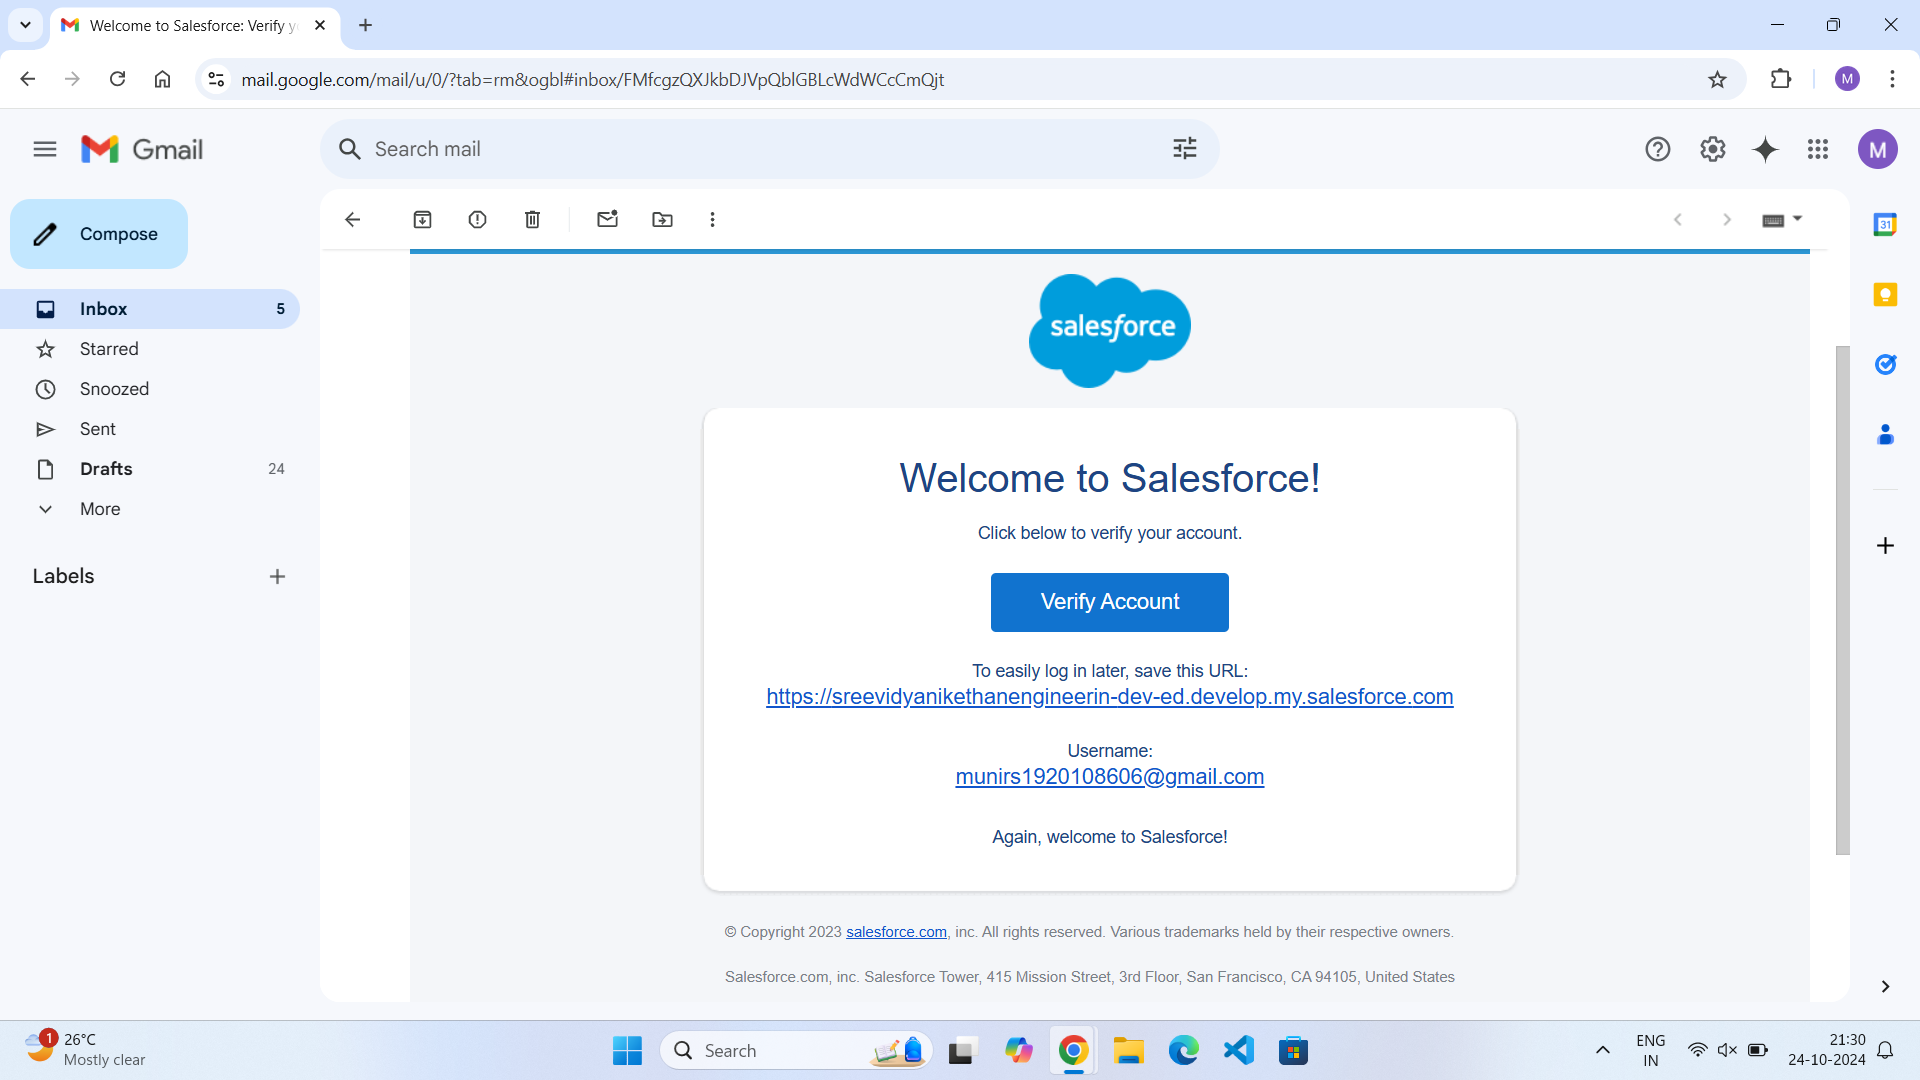 Welcome to Salesforce: Verify y
mail.google.com/mail/u/0/?tab=rm&ogbl#inbox/FMfcgzQXJkbDJVpQblGBLcWdWCcCmQjt
M
Gmail
Search mail
M
Compose
Inbox 5
Starred
Snoozed
Sent
Drafts 24
More
Labels
31
salesforce
Welcome to Salesforce!
Click below to verify your account.
Verify Account
To easily log in later, save this URL:
https://sreevidyanikethanengineerin-dev-ed.develop.my.salesforce.com
Username:
munirs1920108606@gmail.com
Again, welcome to Salesforce!
© Copyright 2023 salesforce.com, inc. All rights reserved. Various trademarks held by their respective owners.
Salesforce.com, inc. Salesforce Tower, 415 Mission Street, 3rd Floor, San Francisco, CA 94105, United States
1
26°C
Mostly clear
Search
ENG
IN
21:30
24-10-2024